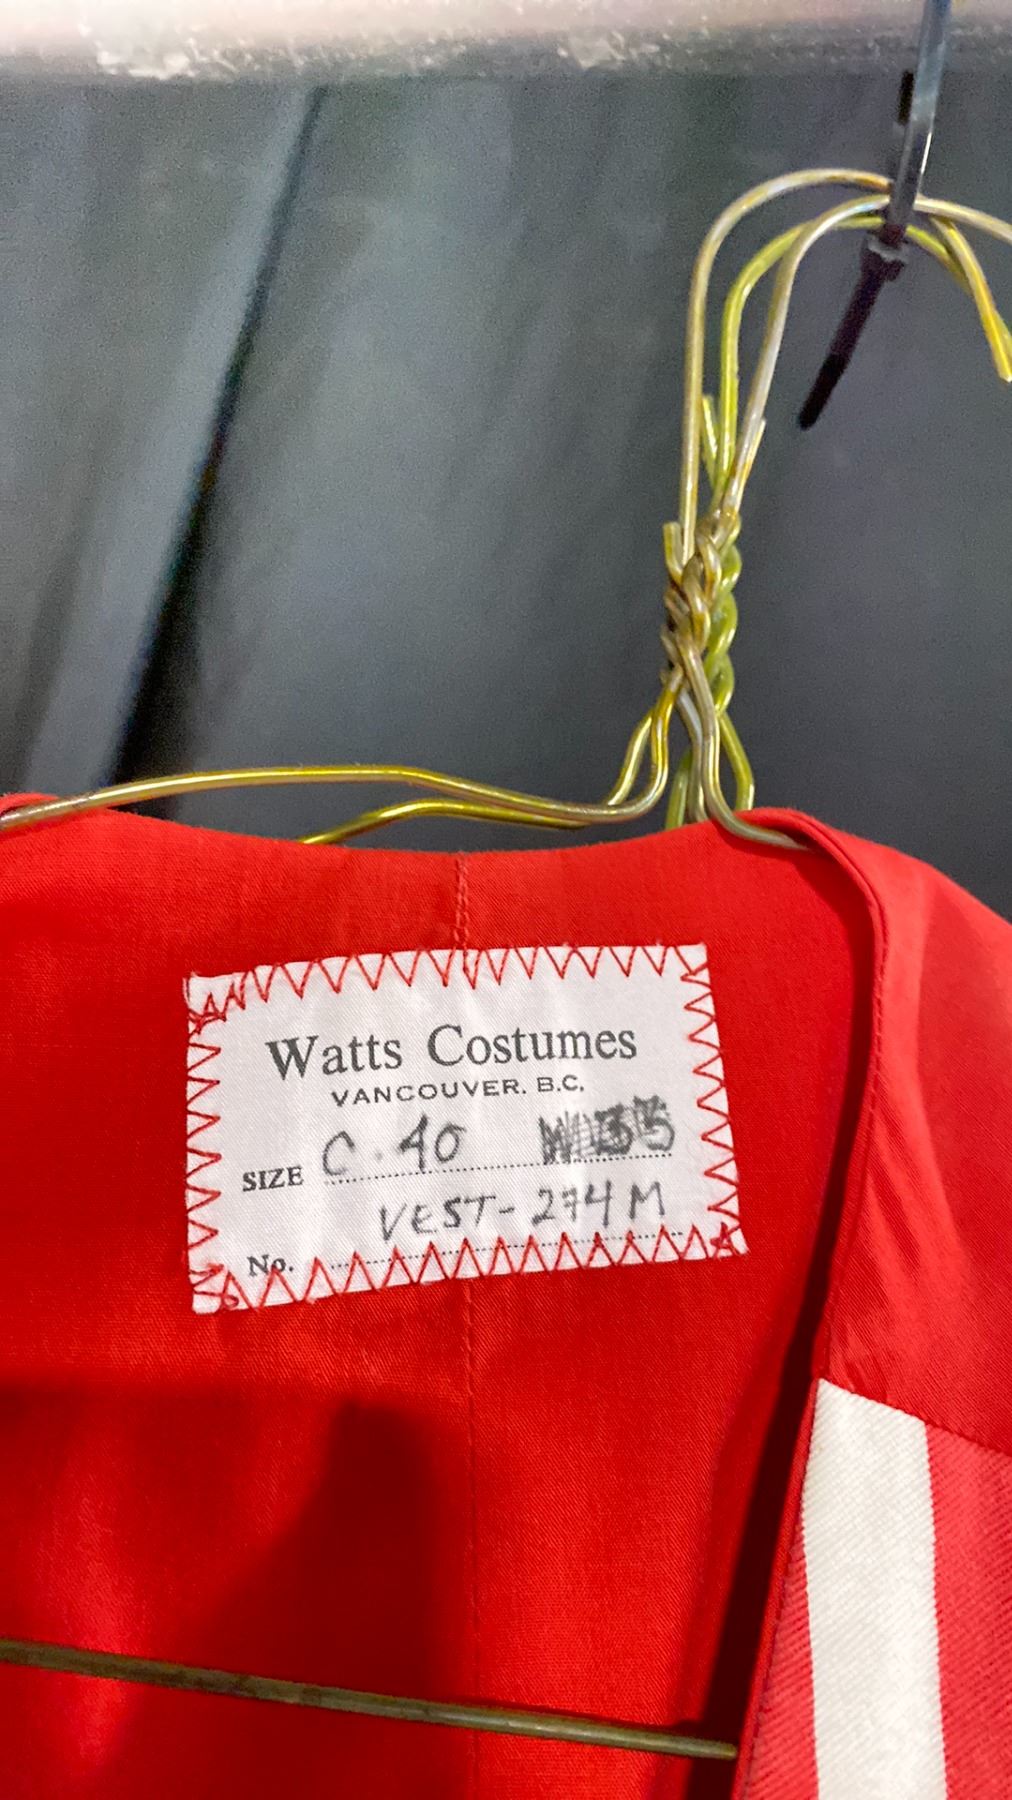 Watts Costumes
VANCOUVER. B.C.
SIZE C. 40
VEST-274M
No.